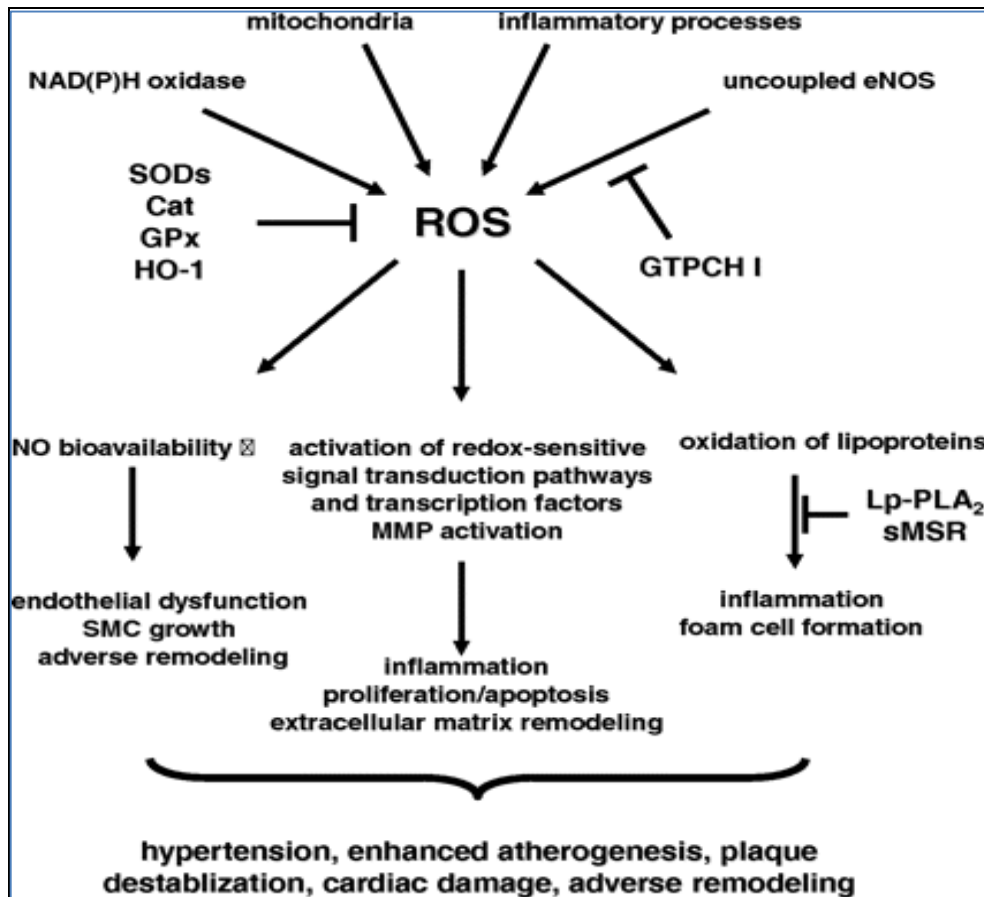 mitochondria
inflammatory processes
NAD(P)H oxidase
uncoupled eNOS
SODs
Cat
GPx
HO-1
ROS
GTPCH I
NO bioavailability
activation of redox-sensitive
signal transduction pathways
and transcription factors
MMP activation
oxidation of lipoproteins
Lp-PLA₂
sMSR
endothelial dysfunction
SMC growth
adverse remodeling
inflammation
proliferation/apoptosis
extracellular matrix remodeling
inflammation
foam cell formation
hypertension, enhanced atherogenesis, plaque
destablization, cardiac damage, adverse remodeling